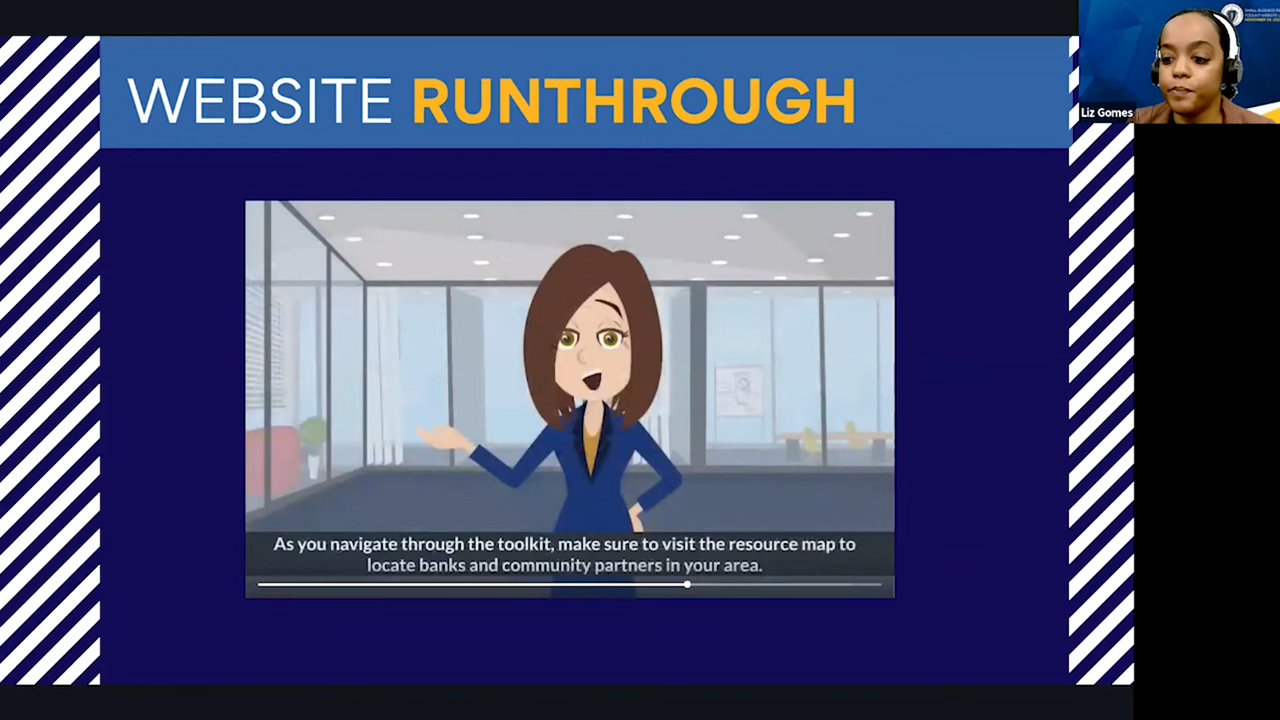 WEBSITE RUNTHROUGH
Liz Gomes
As you navigate through the toolkit, make sure to visit the resource map to
locate banks and community partners in your area.